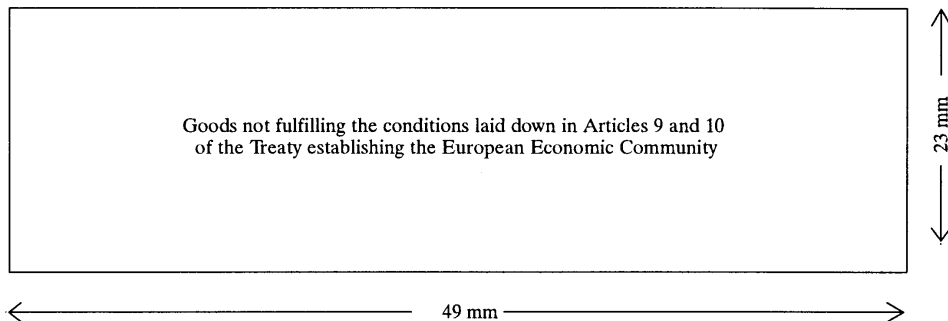 Goods not fulfilling the conditions laid down in Articles 9 and 10
of the Treaty establishing the European Economic Community
23 mm
49 mm